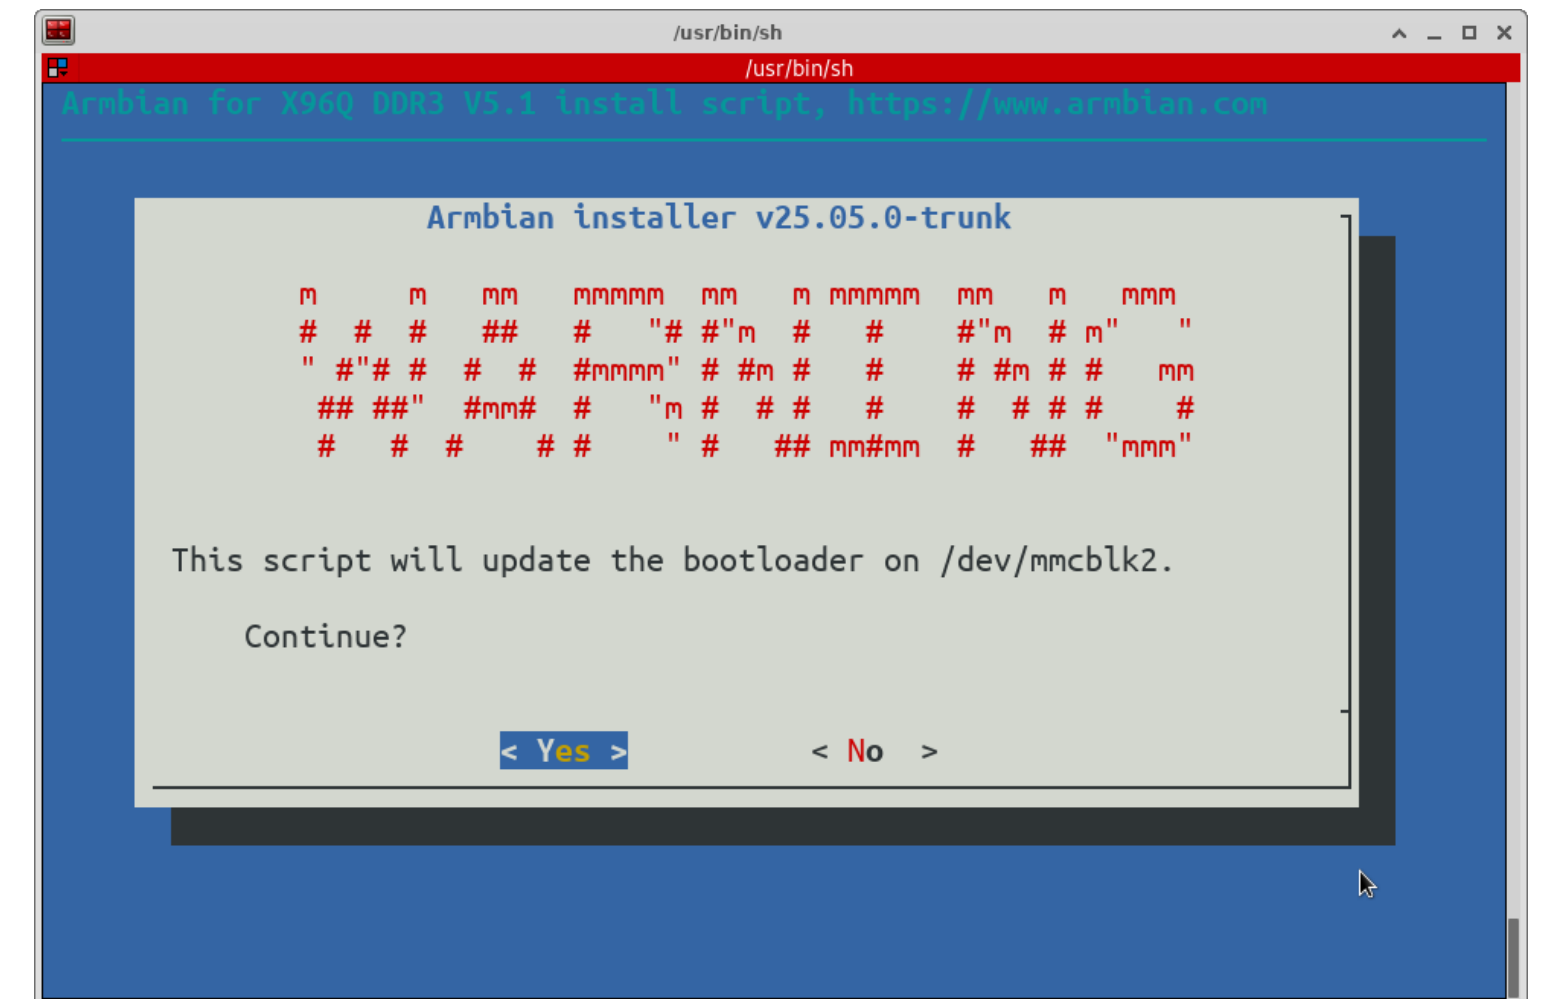 /usr/bin/sh
/usr/bin/sh
Armbian for X96Q DDR3 V5.1 install script, https://www.armbian.com
Armbian installer v25.05.0-trunk
WARNING
This script will update the bootloader on /dev/mmcblk2.
Continue?
< Yes > < No >